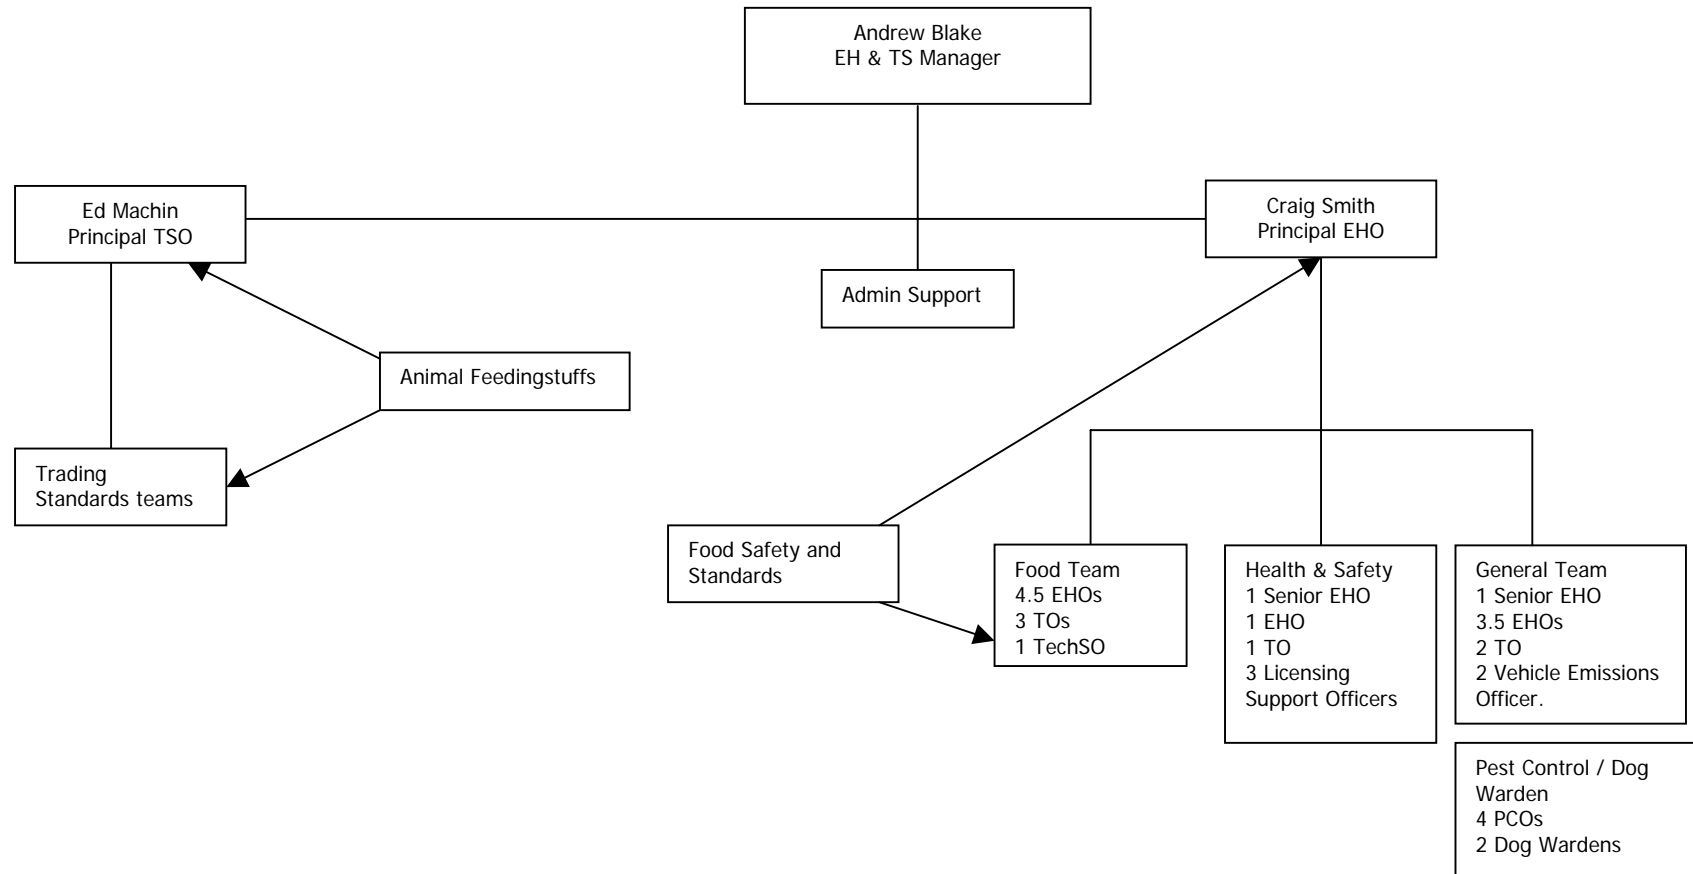 Andrew Blake
EH & TS Manager
Ed Machin
Principal TSO
Craig Smith
Principal EHO
Admin Support
Animal Feedingstuffs
Trading
Standards teams
Food Safety and
Standards
Food Team
4.5 EHOs
3 TOs
1 TechSO
Health & Safety
1 Senior EHO
1 EHO
1 TO
3 Licensing
Support Officers
General Team
1 Senior EHO
3.5 EHOs
2 TO
2 Vehicle Emissions
Officer.
Pest Control / Dog
Warden
4 PCOs
2 Dog Wardens